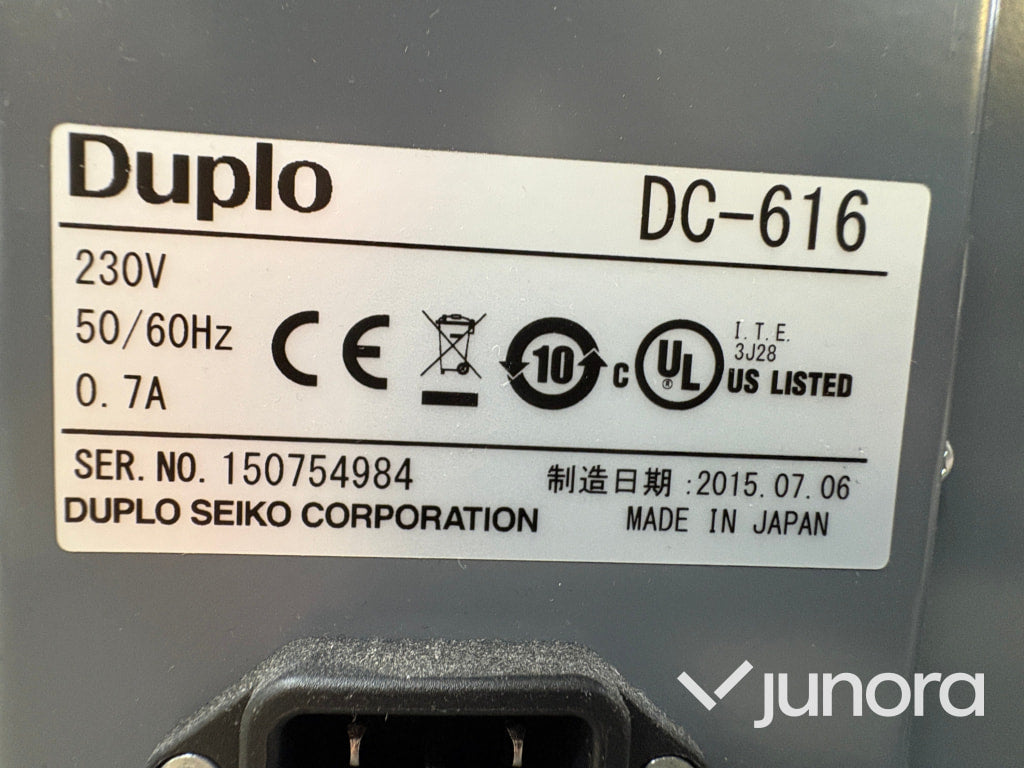 Duplo
DC-616
230V
50/60Hz
0.7A
CE
10
C UL ® US LISTED
I.T.E.
3J28
SER. NO. 150754984
制造日期:2015.07.06
DUPLO SEIKO CORPORATION
MADE IN JAPAN
junora